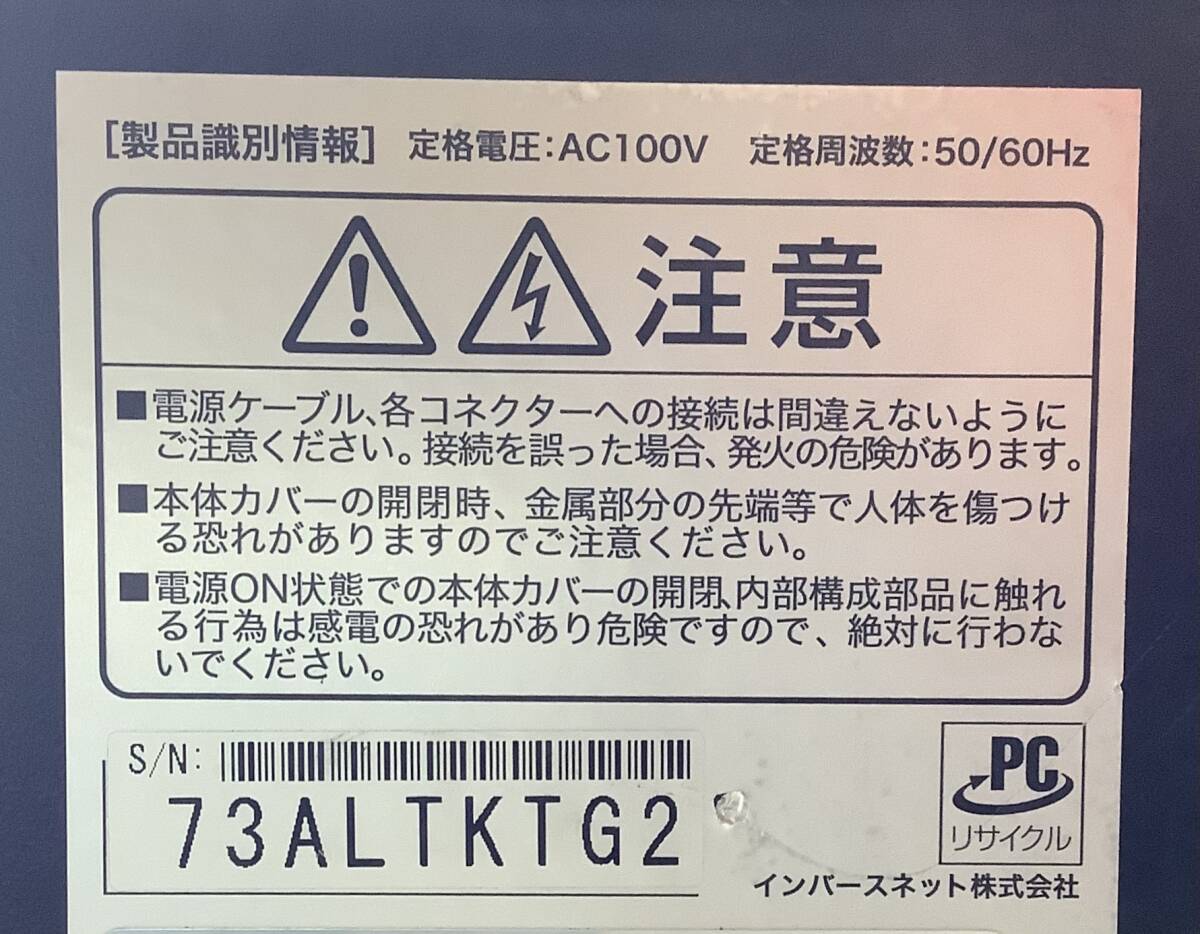 [製品識別情報] 定格電圧:AC100V 定格周波数:50/60Hz
注意
■電源ケーブル、各コネクターへの接続は間違えないように
ご注意ください。接続を誤った場合、発火の危険があります。
■本体カバーの開閉時、金属部分の先端等で人体を傷つけ
る恐れがありますのでご注意ください。
■電源ON状態での本体カバーの開閉、内部構成部品に触れ
る行為は感電の恐れがあり危険ですので、絶対に行わな
いでください。
S/N:
73ALTKTG2
PC
リサイクル
インバースネット株式会社